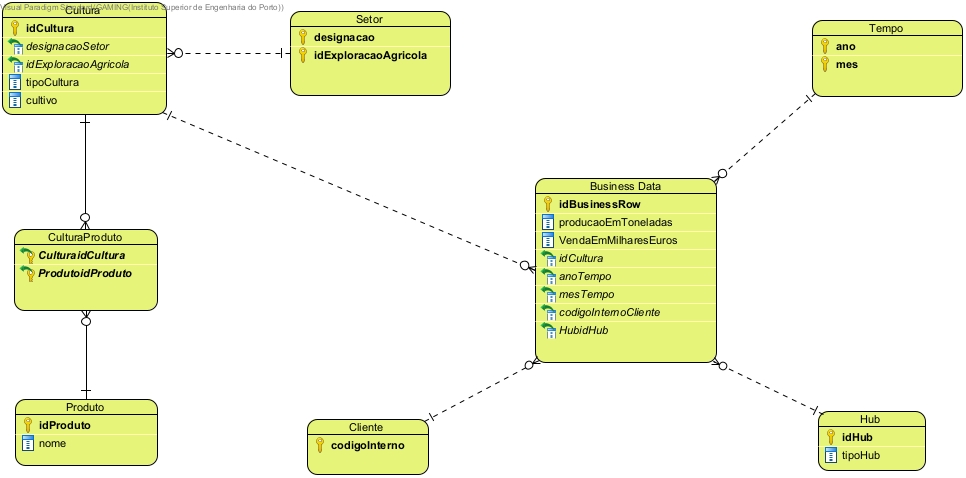 Visual Paradigm Standard(GAMING(Instituto Superior de Engenharia do Porto))
Cultura
idCultura
designacaoSetor
idExploracaoAgricola
tipoCultura
cultivo
Setor
designacao
idExploracaoAgricola
Tempo
ano
mes
Business Data
idBusinessRow
producaoEmToneladas
VendaEmMilharesEuros
idCultura
anoTempo
mesTempo
codigoInternoCliente
HubidHub
CulturaProduto
CulturaidCultura
ProdutoidProduto
Produto
idProduto
nome
Cliente
codigoInterno
Hub
idHub
tipoHub